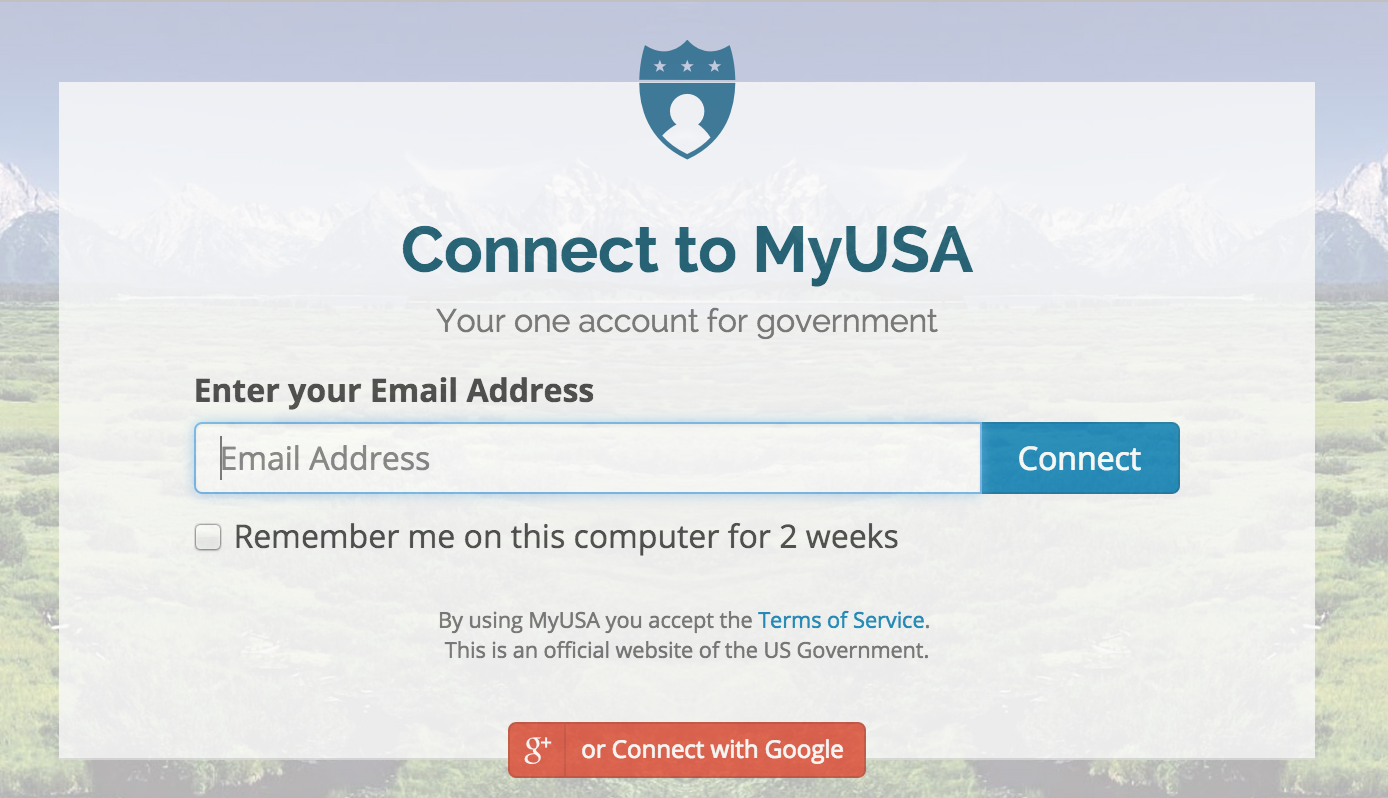 Connect to MyUSA
Your one account for government
Enter your Email Address
Email Address
Connect
Remember me on this computer for 2 weeks
By using MyUSA you accept the Terms of Service.
This is an official website of the US Government.
g+ or Connect with Google